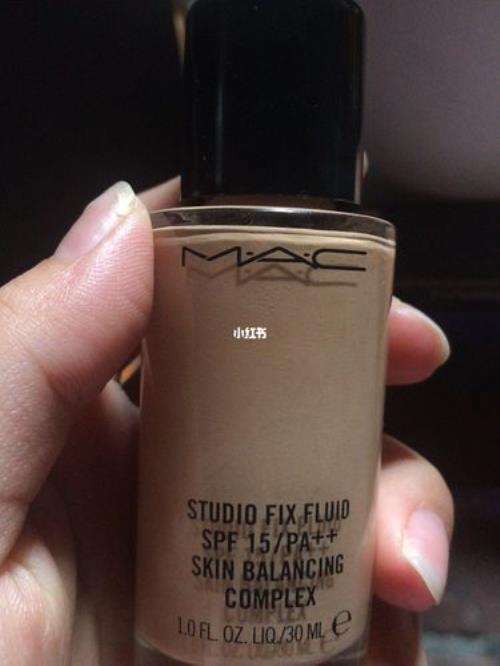 M·A·C
小红书
STUDIO FIX FLUID
SPF 15/PA++
SKIN BALANCING
COMPLEX
1.0 FL. OZ. LIQ./30 ML ℮